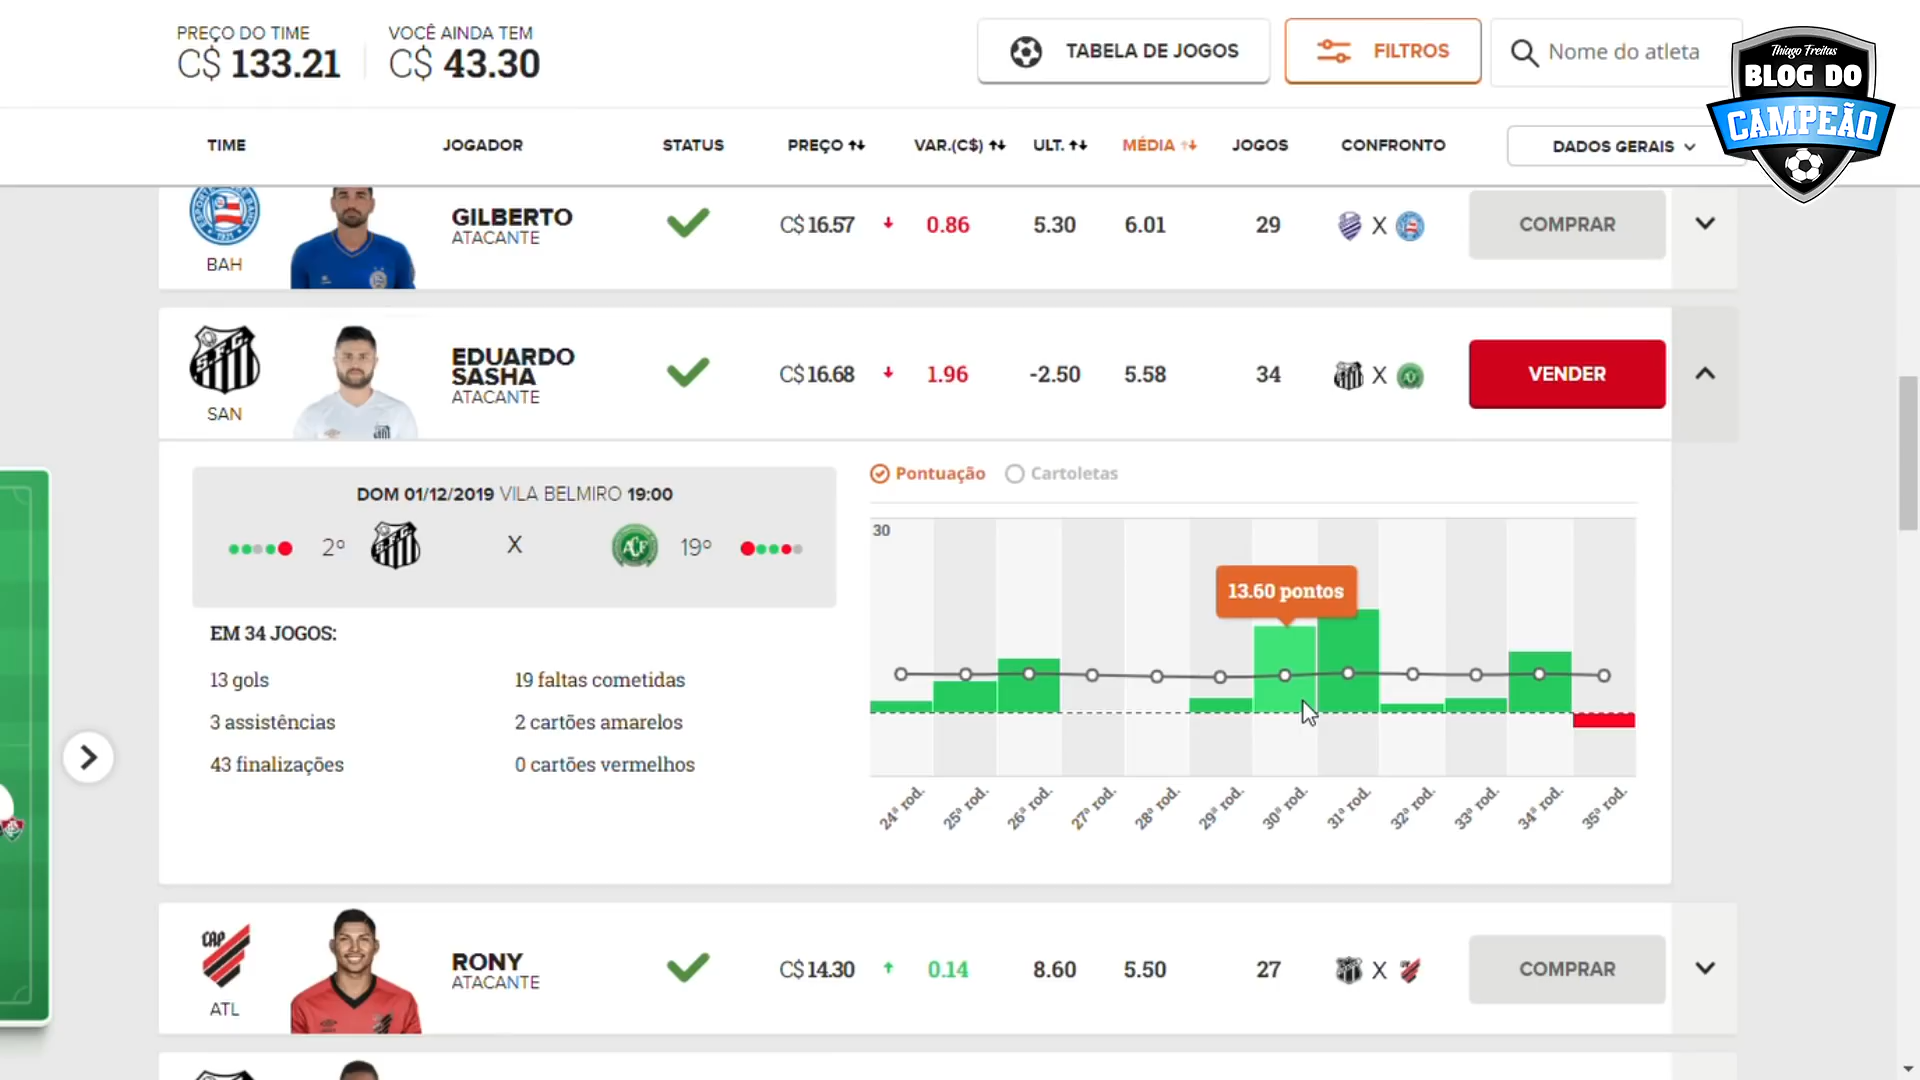 PREÇO DO TIME
C$ 133.21
VOCÊ AINDA TEM
C$ 43.30
TABELA DE JOGOS
FILTROS
Nome do atleta
Thiago Freitas
BLOG DO
CAMPEÃO
TIME JOGADOR STATUS PREÇO VAR.(C$) ULT. MÉDIA JOGOS CONFRONTO DADOS GERAIS
BAH
GILBERTO
ATACANTE
C$ 16.57 0.86 5.30 6.01 29 X COMPRAR
SAN
EDUARDO
SASHA
ATACANTE
C$ 16.68 1.96 -2.50 5.58 34 X VENDER
DOM 01/12/2019 VILA BELMIRO 19:00
2º X 19º
EM 34 JOGOS:
13 gols
3 assistências
43 finalizações
19 faltas cometidas
2 cartões amarelos
0 cartões vermelhos
Pontuação Cartoletas
30
13.60 pontos
24ª rod. 25ª rod. 26ª rod. 27ª rod. 28ª rod. 29ª rod. 30ª rod. 31ª rod. 32ª rod. 33ª rod. 34ª rod. 35ª rod.
CAP
ATL
RONY
ATACANTE
C$ 14.30 0.14 8.60 5.50 27 X COMPRAR